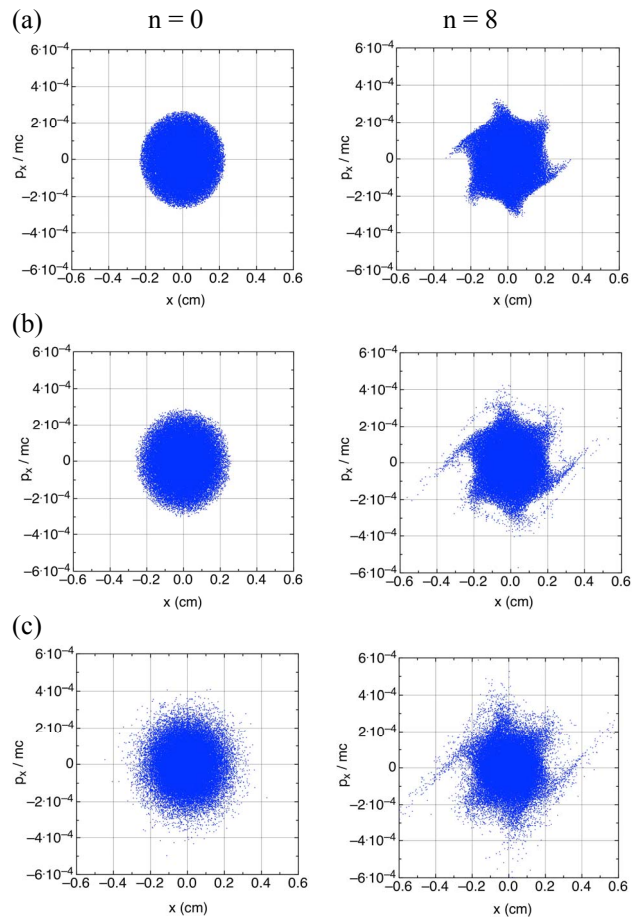 (a) n = 0 n = 8
6·10⁻⁴ 6·10⁻⁴
4·10⁻⁴ 4·10⁻⁴
2·10⁻⁴ 2·10⁻⁴
pₓ / mc 0 pₓ / mc 0
–2·10⁻⁴ –2·10⁻⁴
–4·10⁻⁴ –4·10⁻⁴
–6·10⁻⁴ –6·10⁻⁴
–0.6 –0.4 –0.2 0.0 0.2 0.4 0.6 –0.6 –0.4 –0.2 0.0 0.2 0.4 0.6
x (cm) x (cm)
(b)
6·10⁻⁴ 6·10⁻⁴
4·10⁻⁴ 4·10⁻⁴
2·10⁻⁴ 2·10⁻⁴
pₓ / mc 0 pₓ / mc 0
–2·10⁻⁴ –2·10⁻⁴
–4·10⁻⁴ –4·10⁻⁴
–6·10⁻⁴ –6·10⁻⁴
–0.6 –0.4 –0.2 0.0 0.2 0.4 0.6 –0.6 –0.4 –0.2 0.0 0.2 0.4 0.6
x (cm) x (cm)
(c)
6·10⁻⁴ 6·10⁻⁴
4·10⁻⁴ 4·10⁻⁴
2·10⁻⁴ 2·10⁻⁴
pₓ / mc 0 pₓ / mc 0
–2·10⁻⁴ –2·10⁻⁴
–4·10⁻⁴ –4·10⁻⁴
–6·10⁻⁴ –6·10⁻⁴
–0.6 –0.4 –0.2 0.0 0.2 0.4 0.6 –0.6 –0.4 –0.2 0.0 0.2 0.4 0.6
x (cm) x (cm)